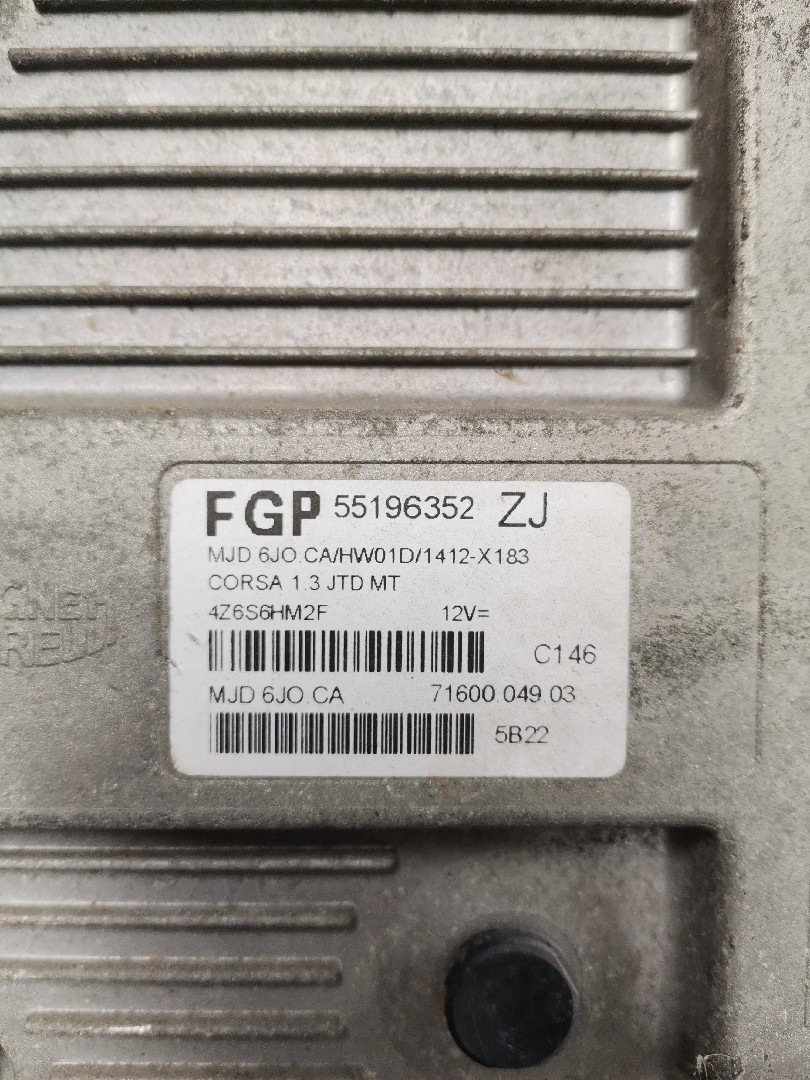 FGP 55196352 ZJ
MJD 6JO.CA/HW01D/1412-X183
CORSA 1.3 JTD MT
4Z6S6HM2F 12V=
C146
MJD 6JO.CA 71600.049.03
5B22